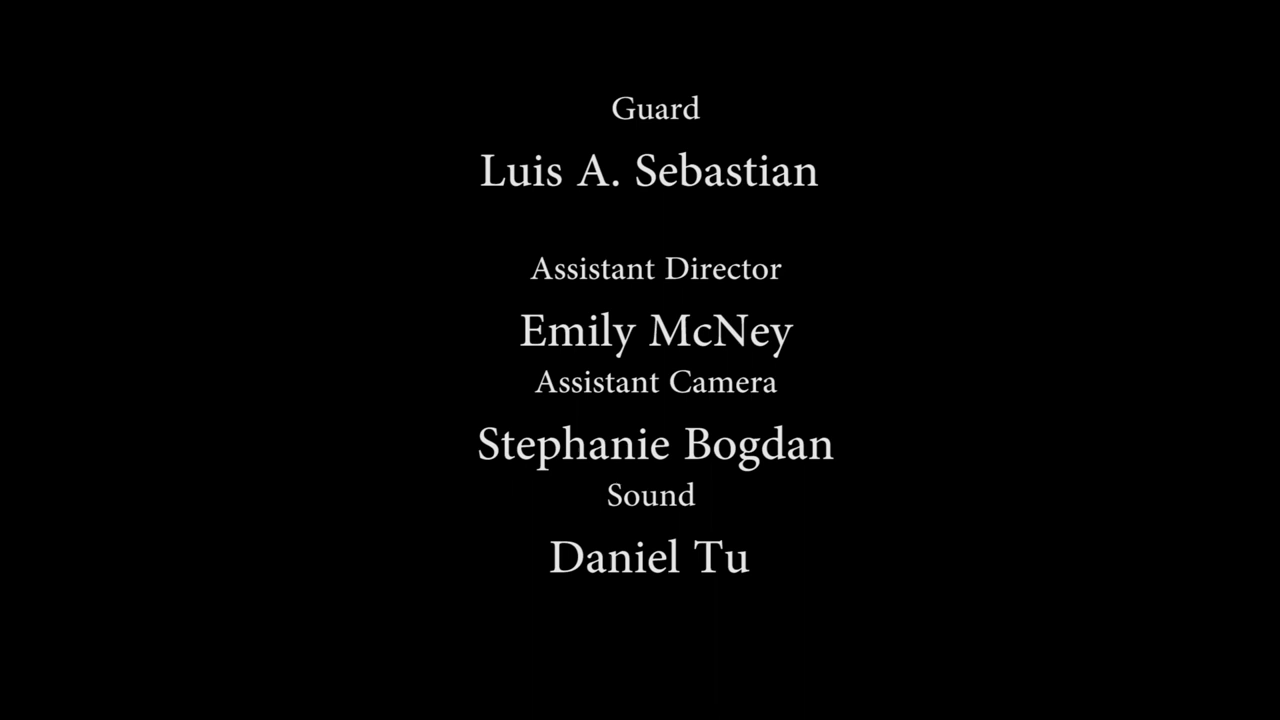 Guard
Luis A. Sebastian
Assistant Director
Emily McNey
Assistant Camera
Stephanie Bogdan
Sound
Daniel Tu